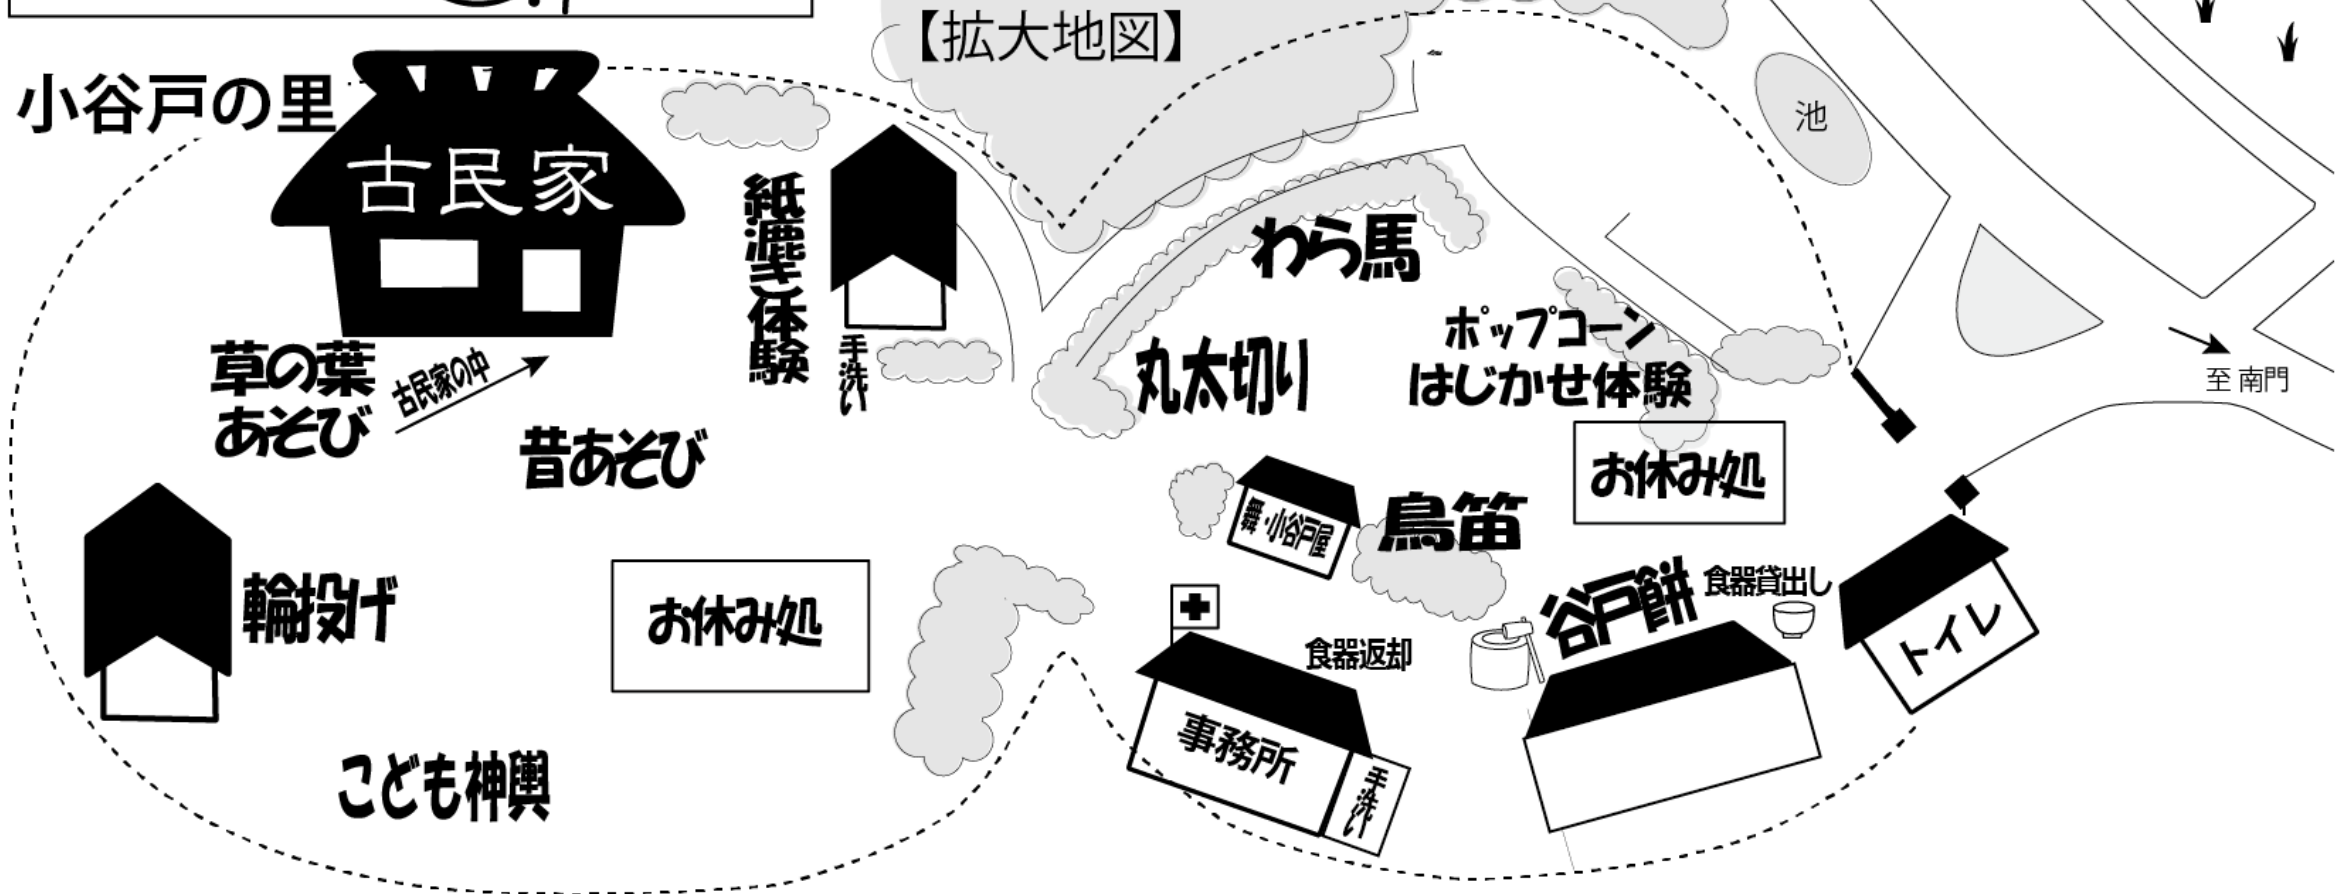 【拡大地図】
小谷戸の里
古民家
池
紙漉き体験
手洗い
わら馬
ポップコーン
はじかせ体験
丸太切り
至 南門
草の葉
あそび
古民家の中
昔あそび
お休み処
舞・小谷戸屋
鳥笛
輪投げ
お休み処
谷戸餅
食器貸出し
トイレ
食器返却
事務所
手洗い
こども神輿